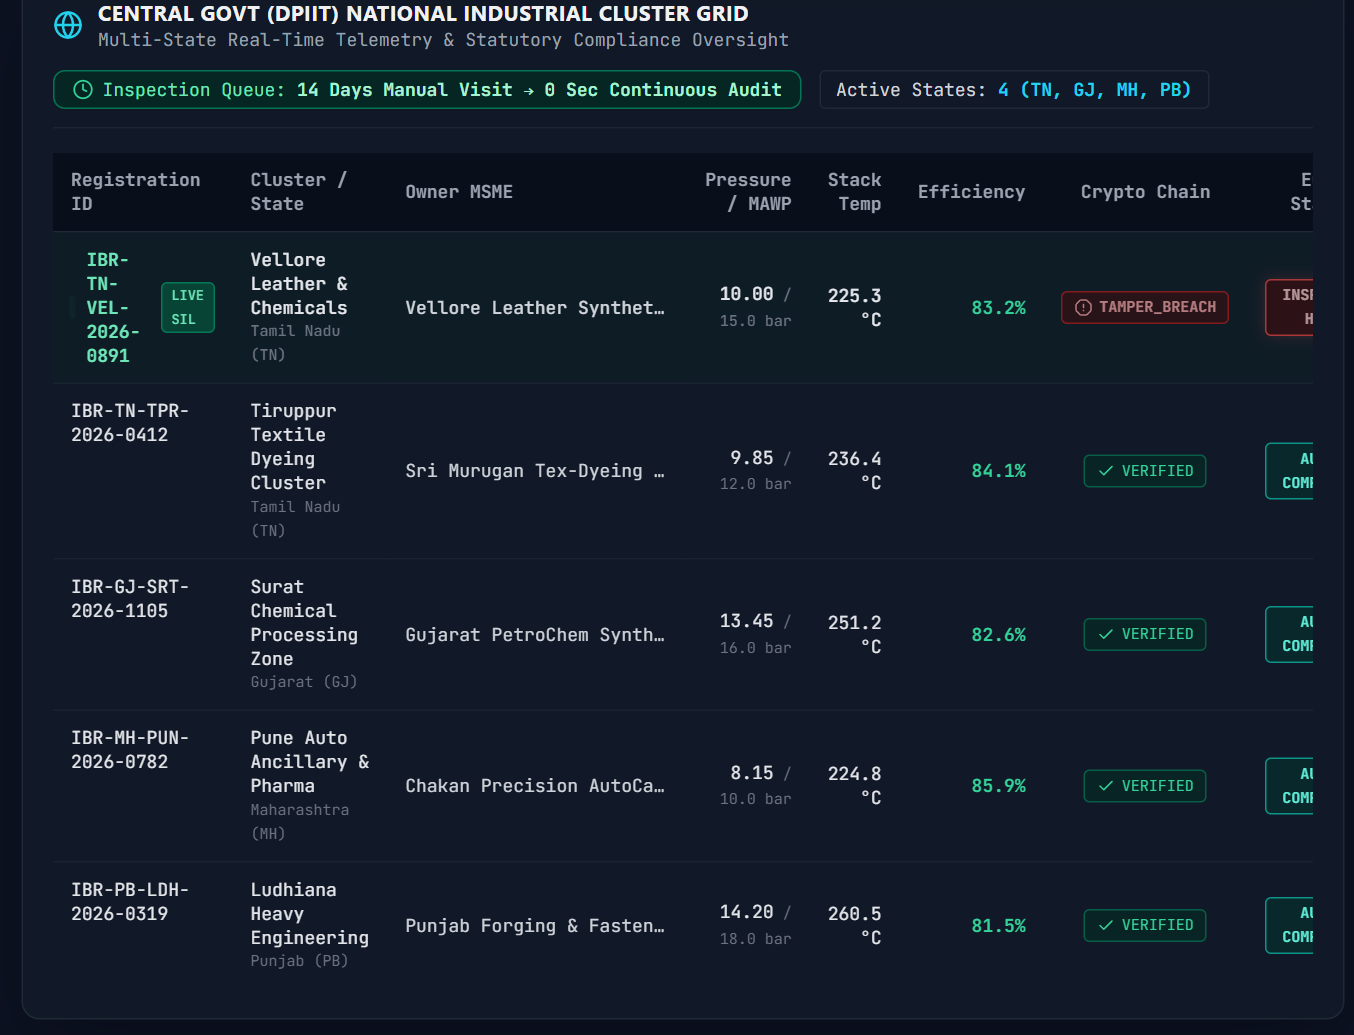 CENTRAL GOVT (DPIIT) NATIONAL INDUSTRIAL CLUSTER GRID
Multi-State Real-Time Telemetry & Statutory Compliance Oversight
Inspection Queue: 14 Days Manual Visit → 0 Sec Continuous Audit
Active States: 4 (TN, GJ, MH, PB)
Registration
ID
Cluster /
State
Owner MSME
Pressure
/ MAWP
Stack
Temp
Efficiency
Crypto Chain
IBR-
TN-
VEL-
2026-
0891
LIVE
SIL
Vellore
Leather &
Chemicals
Tamil Nadu
(TN)
Vellore Leather Synthet…
10.00 /
15.0 bar
225.3
°C
83.2%
TAMPER_BREACH
IBR-TN-TPR-
2026-0412
Tiruppur
Textile
Dyeing
Cluster
Tamil Nadu
(TN)
Sri Murugan Tex-Dyeing …
9.85 /
12.0 bar
236.4
°C
84.1%
VERIFIED
IBR-GJ-SRT-
2026-1105
Surat
Chemical
Processing
Zone
Gujarat (GJ)
Gujarat PetroChem Synth…
13.45 /
16.0 bar
251.2
°C
82.6%
VERIFIED
IBR-MH-PUN-
2026-0782
Pune Auto
Ancillary &
Pharma
Maharashtra
(MH)
Chakan Precision AutoCa…
8.15 /
10.0 bar
224.8
°C
85.9%
VERIFIED
IBR-PB-LDH-
2026-0319
Ludhiana
Heavy
Engineering
Punjab (PB)
Punjab Forging & Fasten…
14.20 /
18.0 bar
260.5
°C
81.5%
VERIFIED